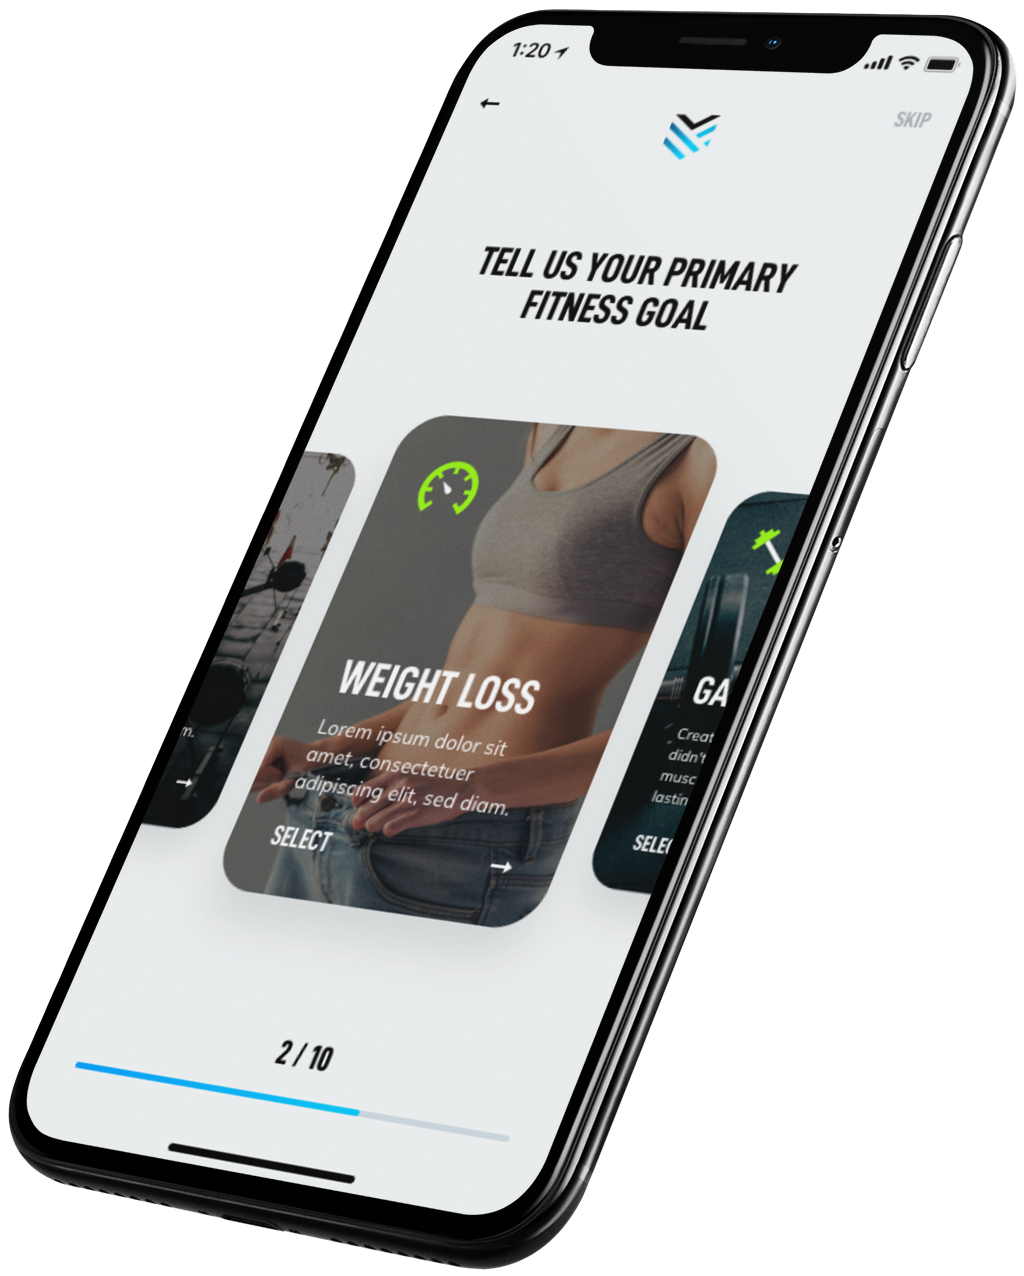 1:20
SKIP
TELL US YOUR PRIMARY
FITNESS GOAL
m.
WEIGHT LOSS
Lorem ipsum dolor sit
amet, consectetuer
adipiscing elit, sed diam.
SELECT
GA
Creat
didn't
musc
lastin
SELEC
2 / 10